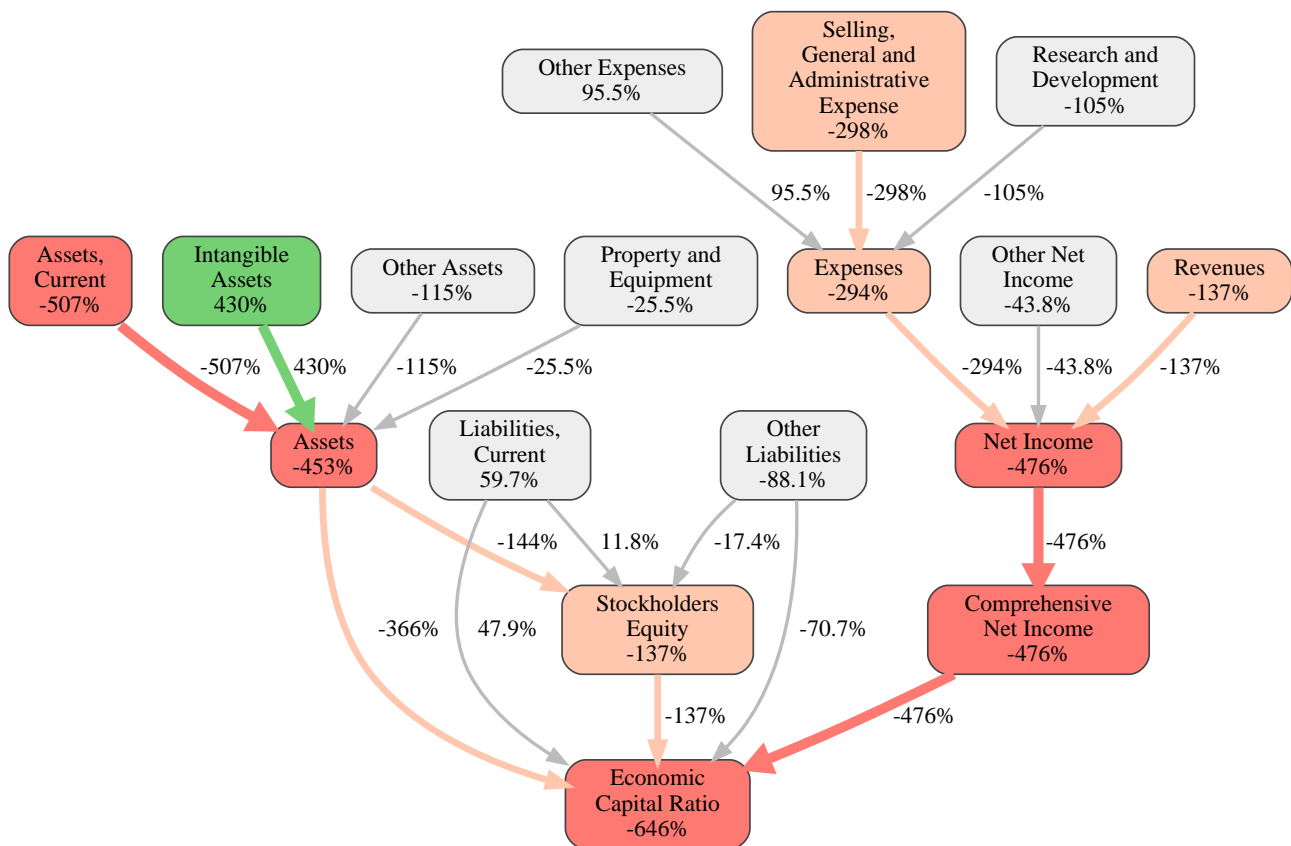 Other Expenses
95.5%
Selling,
General and
Administrative
Expense
-298%
Research and
Development
-105%
95.5%
-298%
-105%
Assets,
Current
-507%
Intangible
Assets
430%
Other Assets
-115%
Property and
Equipment
-25.5%
Expenses
-294%
Other Net
Income
-43.8%
Revenues
-137%
-507%
430%
-115%
-25.5%
-294%
-43.8%
-137%
Assets
-453%
Liabilities,
Current
59.7%
Other
Liabilities
-88.1%
Net Income
-476%
-144%
11.8%
-17.4%
-476%
Stockholders
Equity
-137%
Comprehensive
Net Income
-476%
-366%
47.9%
-70.7%
-137%
-476%
Economic
Capital Ratio
-646%